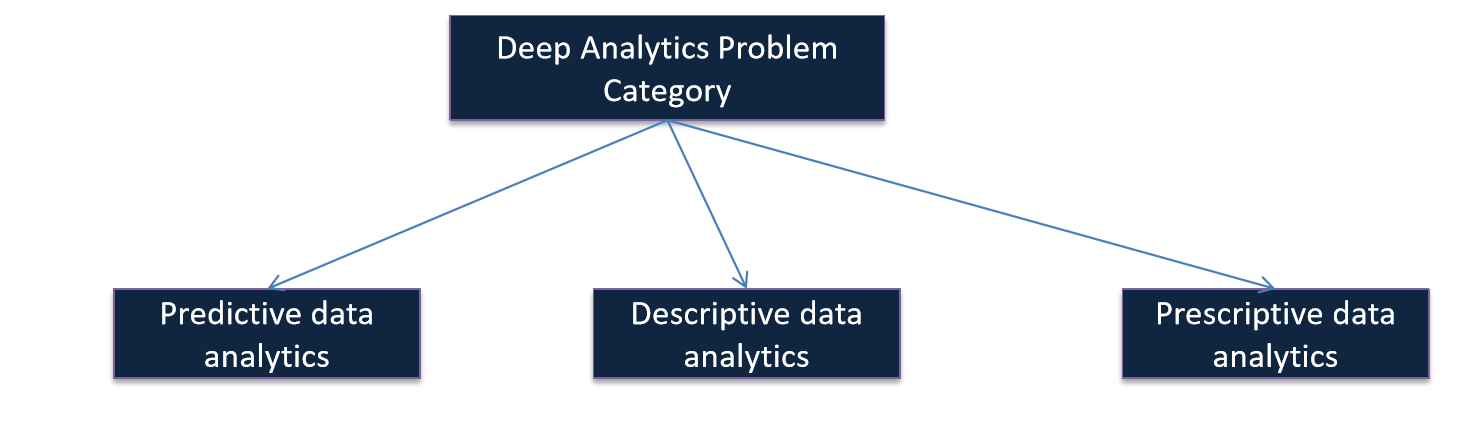 Deep Analytics Problem
Category
Predictive data
analytics
Descriptive data
analytics
Prescriptive data
analytics